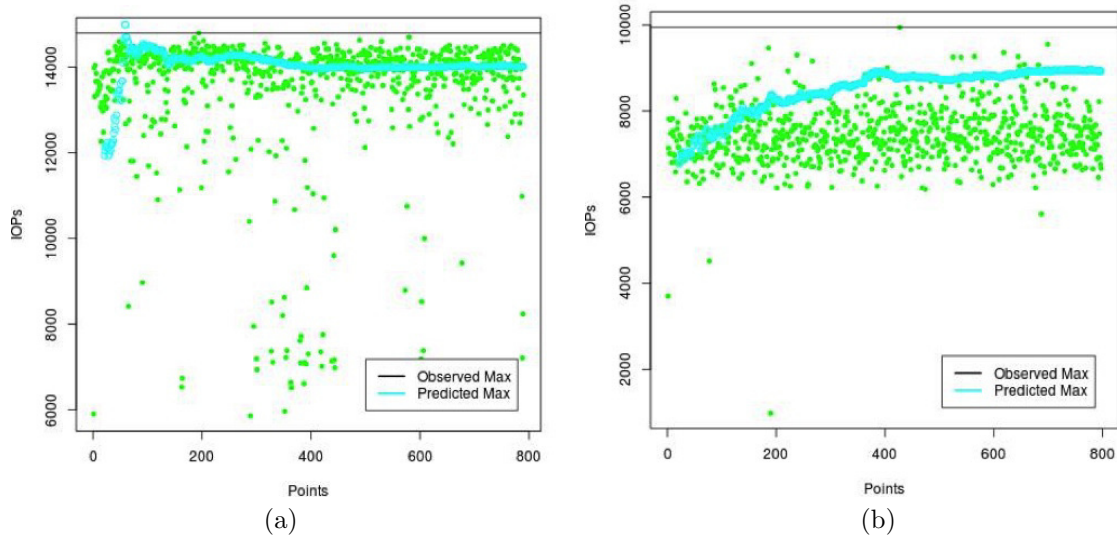 14000
12000
10000
8000
6000
IOPs
0 200 400 600 800
Points
Observed Max
Predicted Max
(a)
10000
8000
6000
4000
2000
IOPs
0 200 400 600 800
Points
Observed Max
Predicted Max
(b)